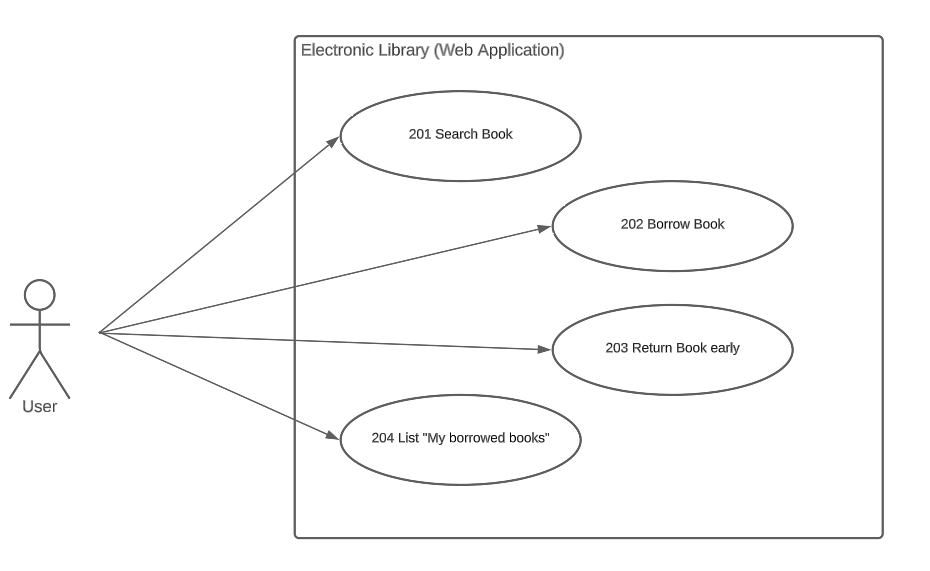 Electronic Library (Web Application)
201 Search Book
202 Borrow Book
203 Return Book early
204 List "My borrowed books"
User